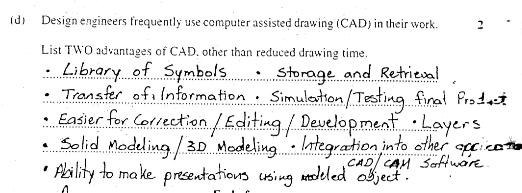 (d) Design engineers frequently use computer assisted drawing (CAD) in their work. 2
List TWO advantages of CAD, other than reduced drawing time.
• Library of Symbols • Storage and Retrieval
• Transfer of Information • Simulation/Testing final Product
• Easier for Correction/Editing/Development • Layers
• Solid Modeling/3D Modeling • Integration into other
CAD/CAM Software
• Ability to make presentations using modeled object.